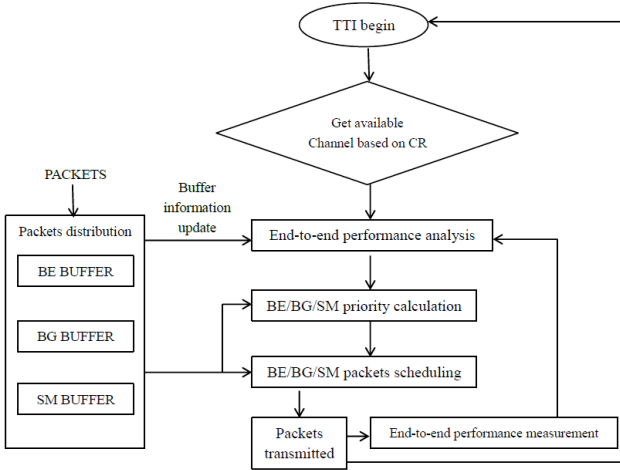 TTI begin
Get available
Channel based on CR
PACKETS
Buffer
information
update
Packets distribution
End-to-end performance analysis
BE BUFFER
BE/BG/SM priority calculation
BG BUFFER
BE/BG/SM packets scheduling
SM BUFFER
Packets
transmitted
End-to-end performance measurement